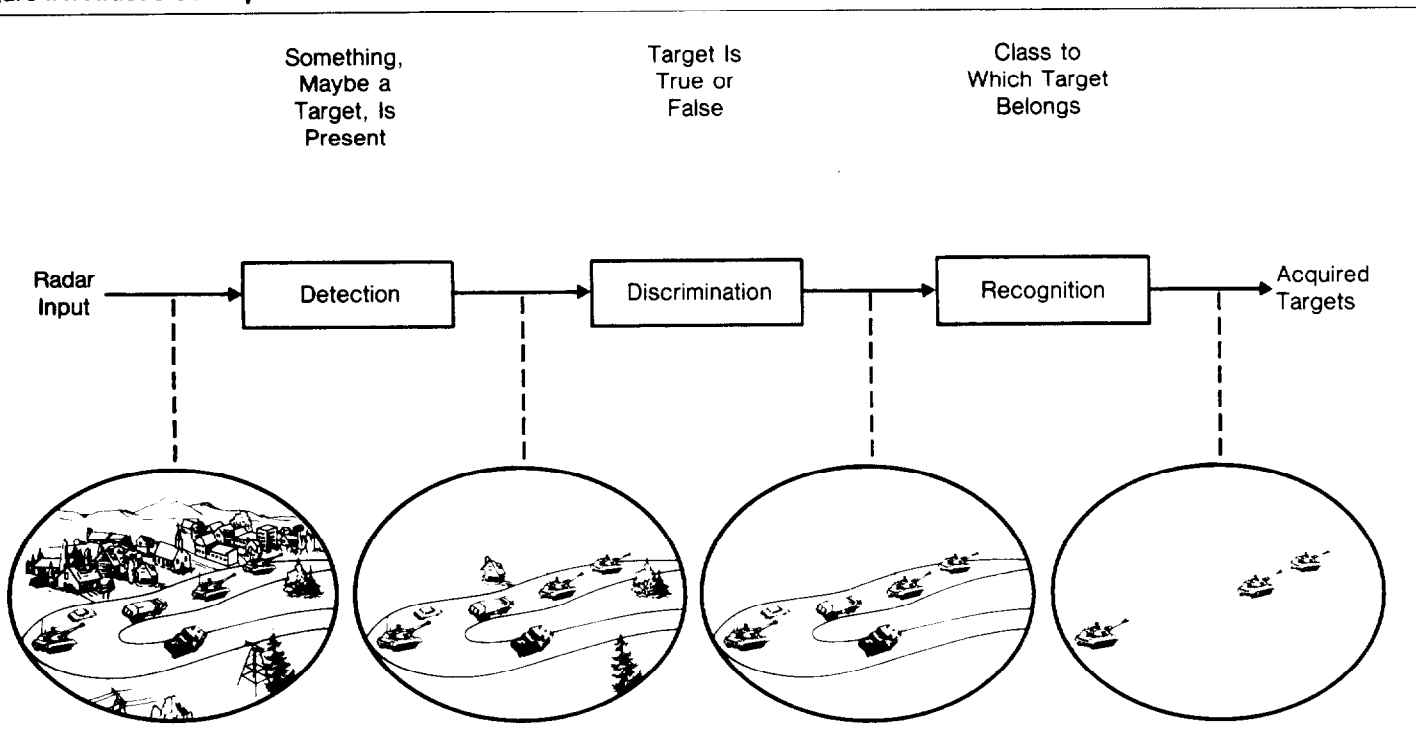 Something,
Maybe a
Target, Is
Present
Target Is
True or
False
Class to
Which Target
Belongs
Radar
Input
Detection
Discrimination
Recognition
Acquired
Targets